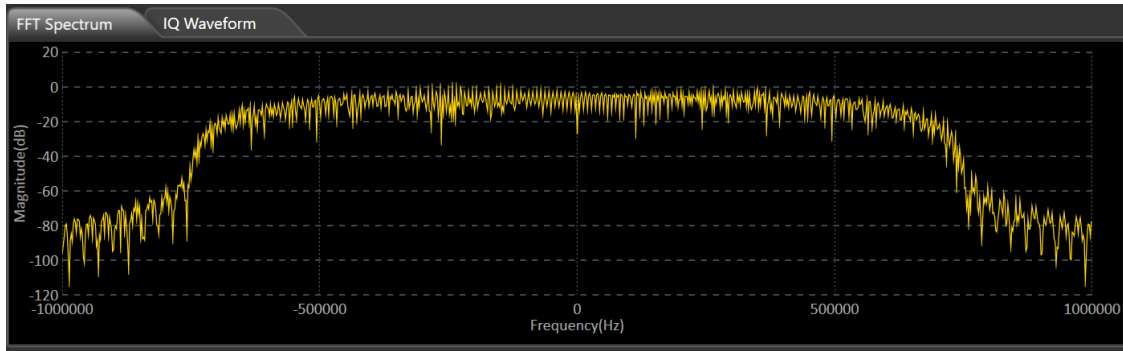 FFT Spectrum IQ Waveform
20
0
-20
-40
-60
-80
-100
-120
Magnitude(dB)
-1000000 -500000 0 500000 1000000
Frequency(Hz)